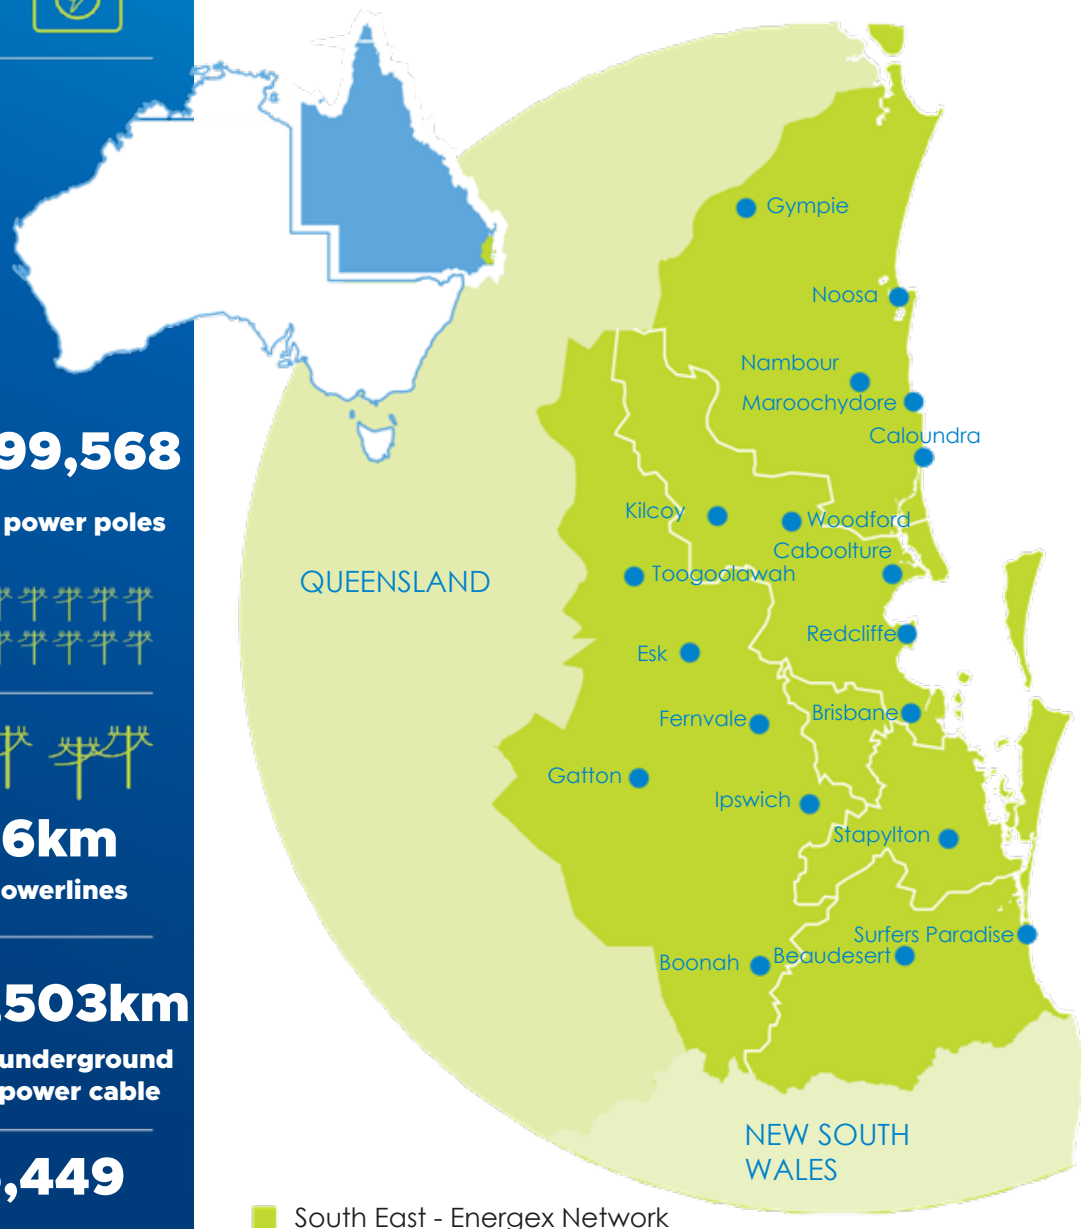 99,568
power poles
6km
owerlines
,503km
underground
power cable
,449
Gympie
Noosa
Nambour
Maroochydore
Caloundra
Kilcoy
Woodford
Caboolture
QUEENSLAND
Toogoolawah
Redcliffe
Esk
Brisbane
Fernvale
Gatton
Ipswich
Stapylton
Surfers Paradise
Beaudesert
Boonah
NEW SOUTH
WALES
South East - Energex Network